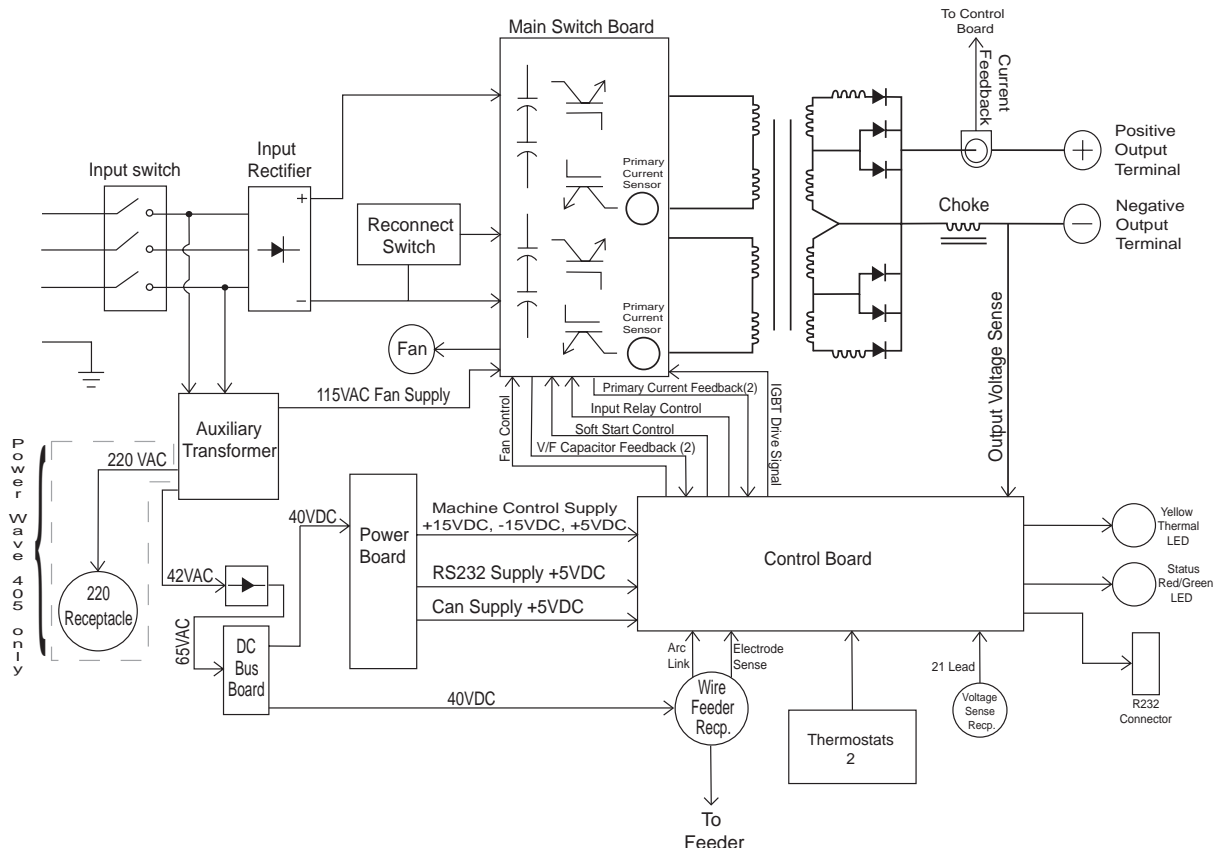 Main Switch Board
To Control
Board
Current
Feedback
Positive
Output
Terminal
Input switch
Input
Rectifier
+
−
Reconnect
Switch
Primary
Current
Sensor
Primary
Current
Sensor
Choke
+
−
Negative
Output
Terminal
Fan
115VAC Fan Supply
Fan Control
Primary Current Feedback(2)
Input Relay Control
Soft Start Control
V/F Capacitor Feedback (2)
IGBT Drive Signal
Output Voltage Sense
Auxiliary
Transformer
Power Wave 405 only
220 VAC
220
Receptacle
42VAC
65VAC
DC
Bus
Board
40VDC
40VDC
Power
Board
Machine Control Supply
+15VDC, -15VDC, +5VDC
RS232 Supply +5VDC
Can Supply +5VDC
Control Board
Yellow
Thermal
LED
Status
Red/Green
LED
R232
Connector
Arc
Link
Electrode
Sense
Wire
Feeder
Recp.
To
Feeder
Thermostats
2
21 Lead
Voltage
Sense
Recp.